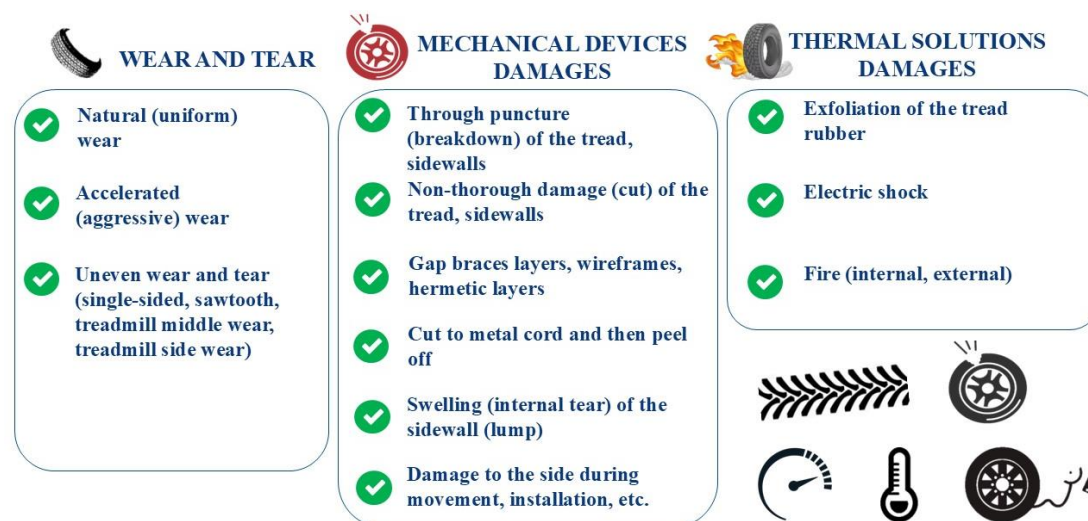 WEAR AND TEAR
Natural (uniform)
wear
Accelerated
(aggressive) wear
Uneven wear and tear
(single-sided, sawtooth,
treadmill middle wear,
treadmill side wear)
MECHANICAL DEVICES
DAMAGES
Through puncture
(breakdown) of the tread,
sidewalls
Non-thorough damage (cut) of the
tread, sidewalls
Gap braces layers, wireframes,
hermetic layers
Cut to metal cord and then peel
off
Swelling (internal tear) of the
sidewall (lump)
Damage to the side during
movement, installation, etc.
THERMAL SOLUTIONS
DAMAGES
Exfoliation of the tread
rubber
Electric shock
Fire (internal, external)